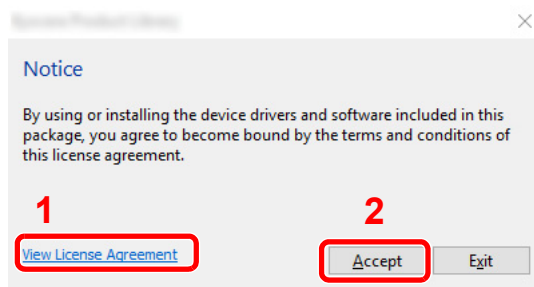 Notice
By using or installing the device drivers and software included in this
package, you agree to become bound by the terms and conditions of
this license agreement.
1
2
View License Agreement
Accept
Exit